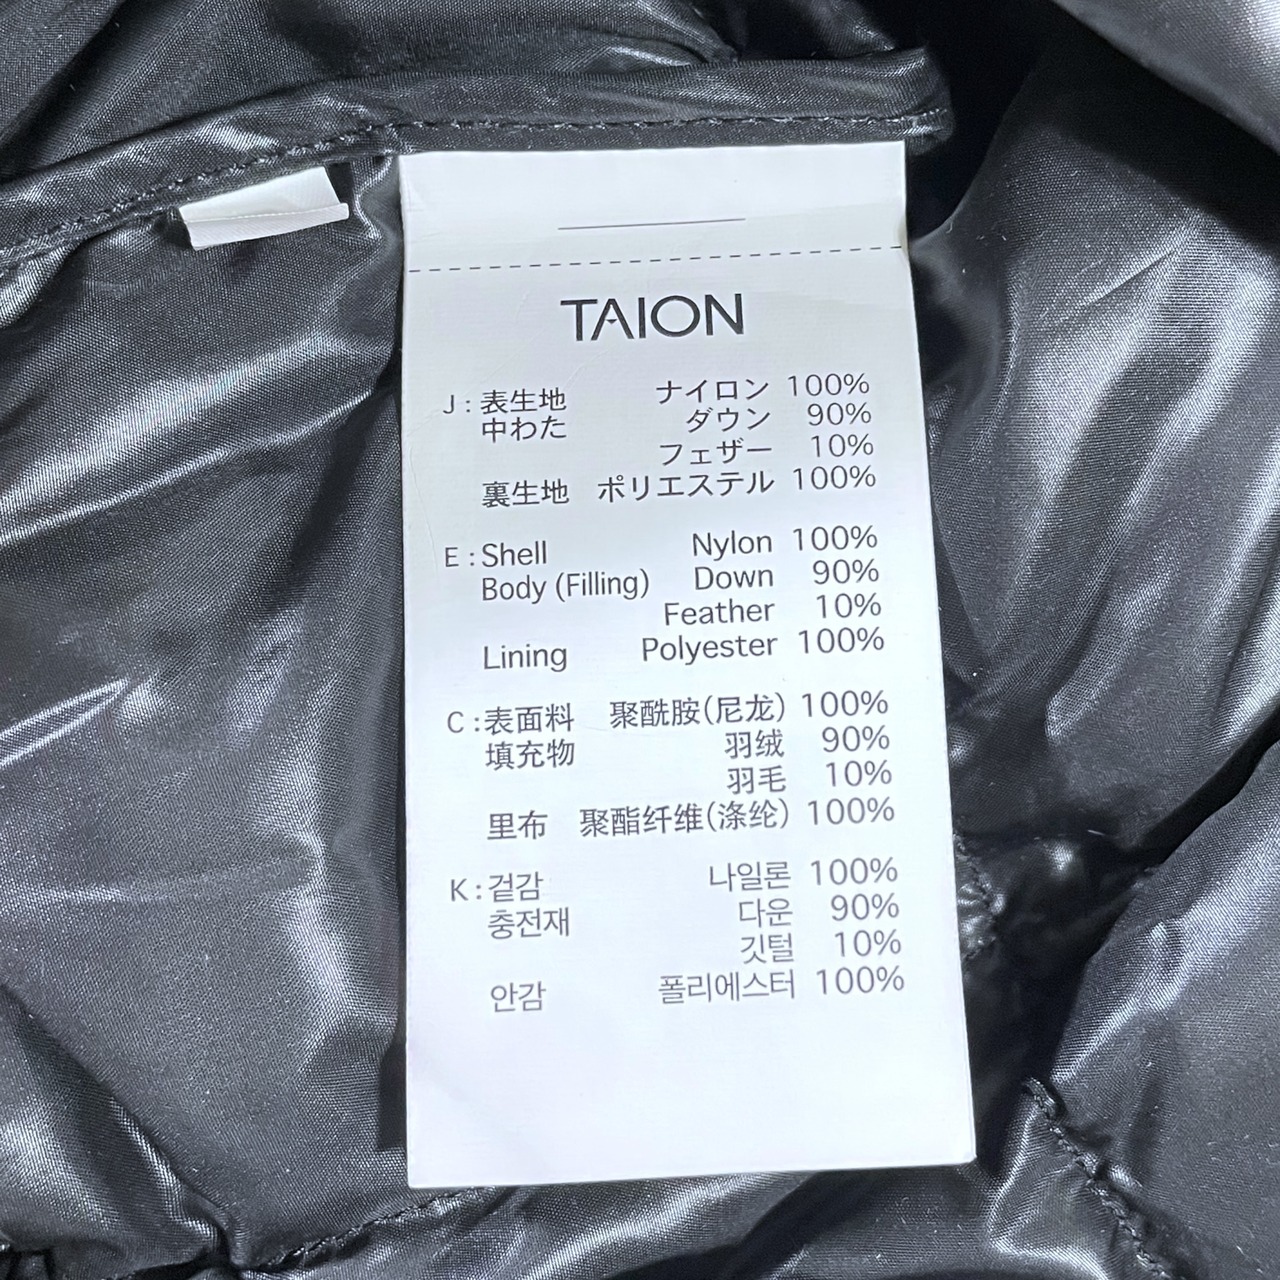 TAION
J : 表生地 ナイロン 100%
中わた ダウン 90%
フェザー 10%
裏生地 ポリエステル 100%
E : Shell Nylon 100%
Body (Filling) Down 90%
Feather 10%
Lining Polyester 100%
C : 表面料 聚酰胺(尼龙) 100%
填充物 羽绒 90%
羽毛 10%
里布 聚酯纤维(涤纶) 100%
K : 겉감 나일론 100%
충전재 다운 90%
깃털 10%
안감 폴리에스터 100%